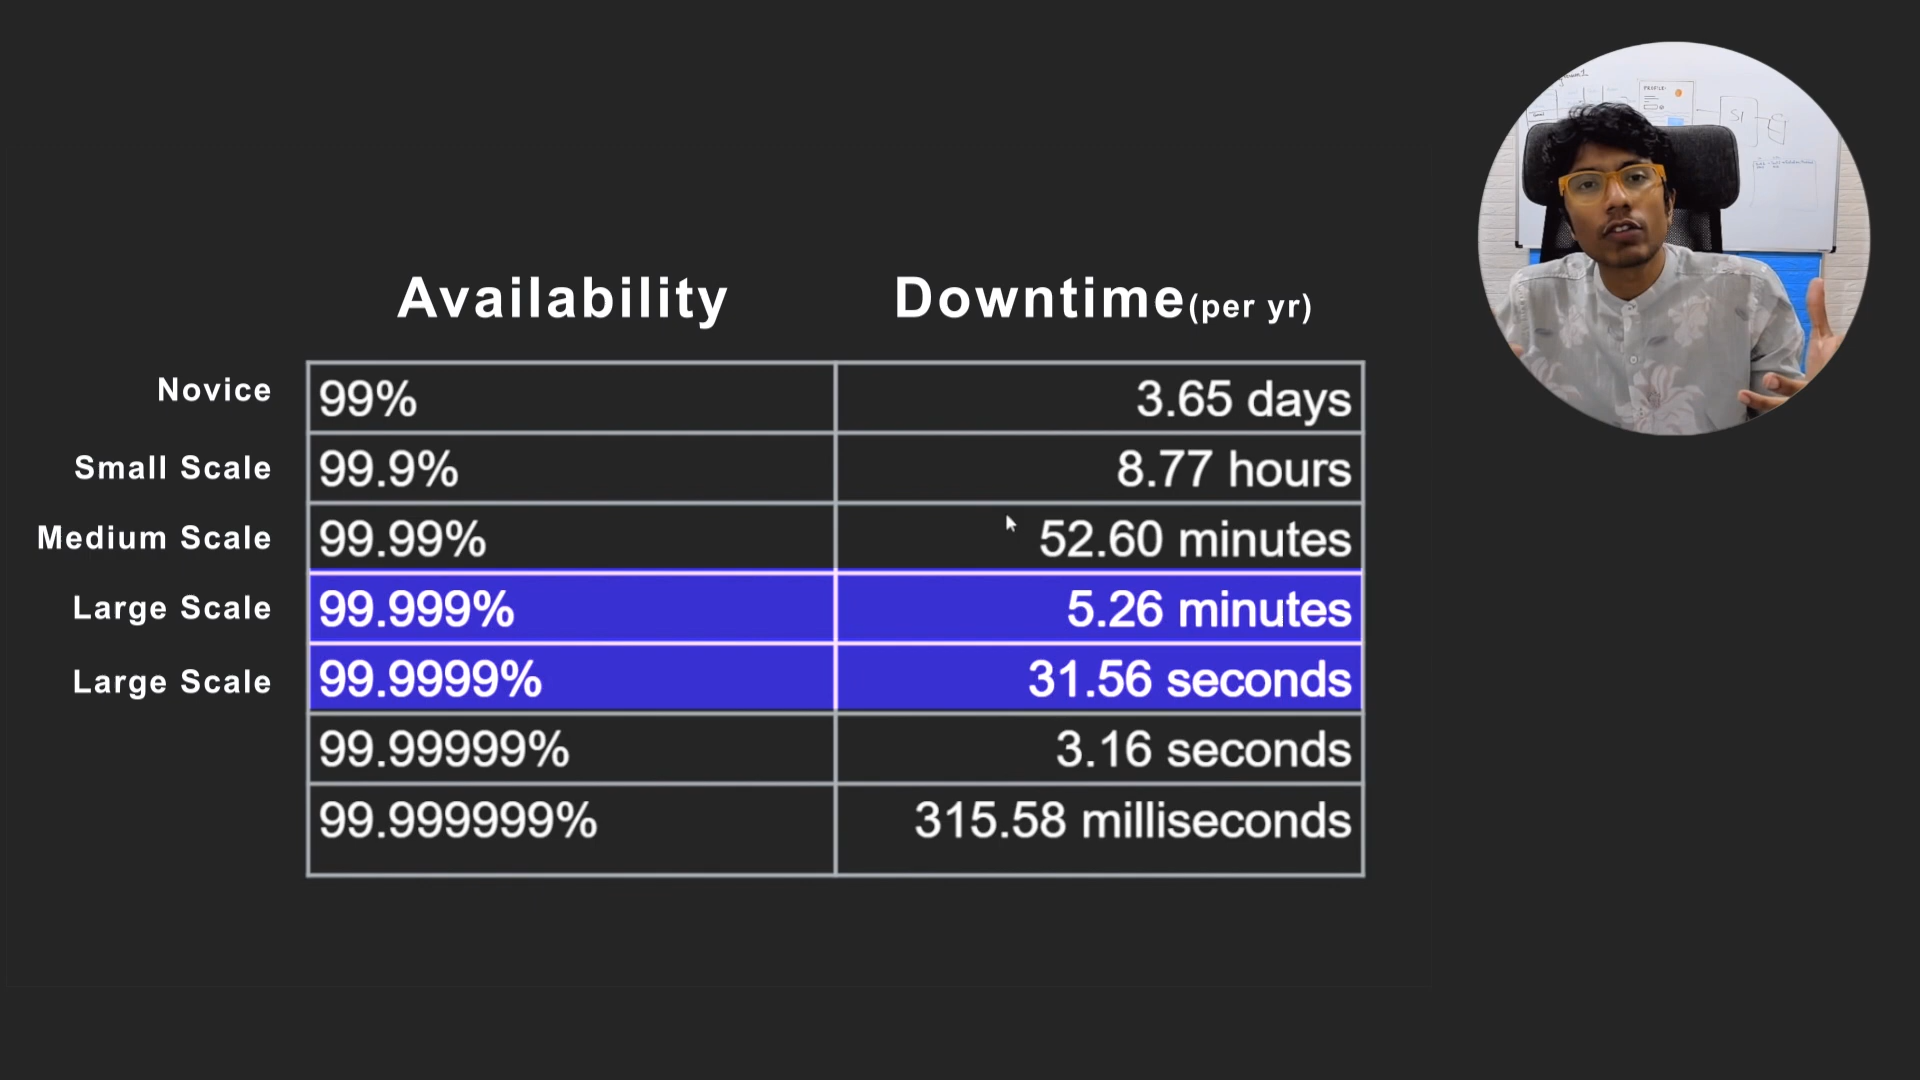 Availability Downtime(per yr)
Novice 99% 3.65 days
Small Scale 99.9% 8.77 hours
Medium Scale 99.99% 52.60 minutes
Large Scale 99.999% 5.26 minutes
Large Scale 99.9999% 31.56 seconds
99.99999% 3.16 seconds
99.999999% 315.58 milliseconds
PROFILE
S1